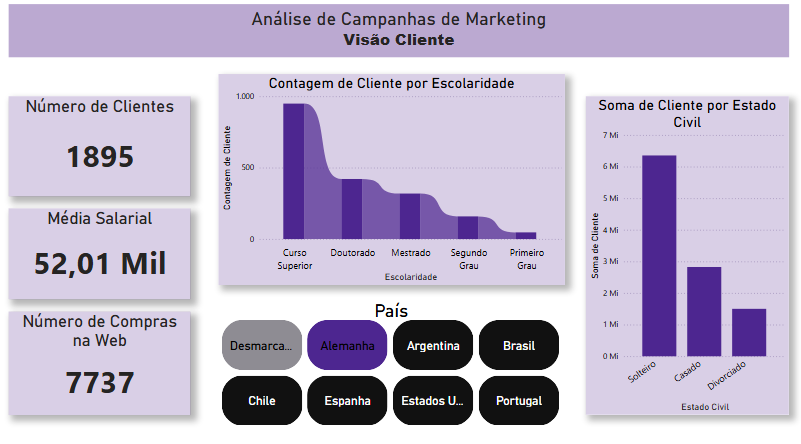 Análise de Campanhas de Marketing
Visão Cliente
Número de Clientes
1895
Média Salarial
52,01 Mil
Número de Compras
na Web
7737
Contagem de Cliente por Escolaridade
Contagem de Cliente
1.000
500
0
Curso
Superior
Doutorado
Mestrado
Segundo
Grau
Primeiro
Grau
Escolaridade
País
Desmarca...
Alemanha
Argentina
Brasil
Chile
Espanha
Estados U...
Portugal
Soma de Cliente por Estado
Civil
Soma de Cliente
7 Mi
6 Mi
5 Mi
4 Mi
3 Mi
2 Mi
1 Mi
0 Mi
Solteiro
Casado
Divorciado
Estado Civil